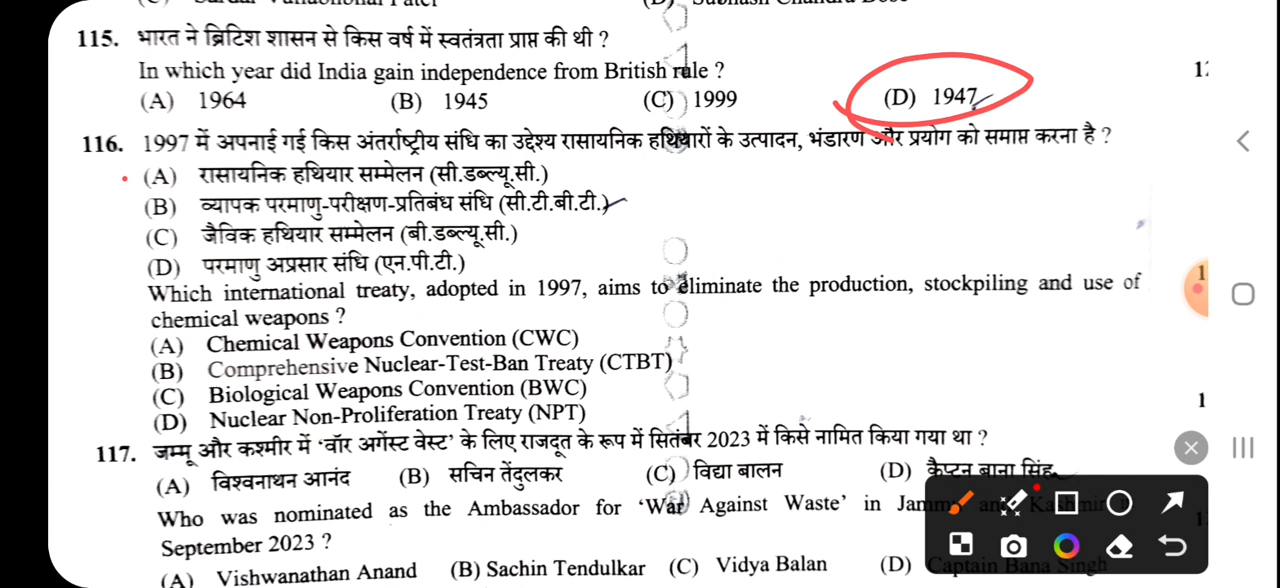 115. भारत ने ब्रिटिश शासन से किस वर्ष में स्वतंत्रता प्राप्त की थी ?
In which year did India gain independence from British rule ?
(A) 1964 (B) 1945 (C) 1999 (D) 1947
116. 1997 में अपनाई गई किस अंतर्राष्ट्रीय संधि का उद्देश्य रासायनिक हथियारों के उत्पादन, भंडारण और प्रयोग को समाप्त करना है ?
(A) रासायनिक हथियार सम्मेलन (सी.डब्ल्यू.सी.)
(B) व्यापक परमाणु-परीक्षण-प्रतिबंध संधि (सी.टी.बी.टी.)
(C) जैविक हथियार सम्मेलन (बी.डब्ल्यू.सी.)
(D) परमाणु अप्रसार संधि (एन.पी.टी.)
Which international treaty, adopted in 1997, aims to eliminate the production, stockpiling and use of
chemical weapons ?
(A) Chemical Weapons Convention (CWC)
(B) Comprehensive Nuclear-Test-Ban Treaty (CTBT)
(C) Biological Weapons Convention (BWC)
(D) Nuclear Non-Proliferation Treaty (NPT)
117. जम्मू और कश्मीर में ‘वॉर अगेंस्ट वेस्ट’ के लिए राजदूत के रूप में सितंबर 2023 में किसे नामित किया गया था ?
(A) विश्वनाथन आनंद (B) सचिन तेंदुलकर (C) विद्या बालन (D) कैप्टन बाना सिंह
Who was nominated as the Ambassador for ‘War Against Waste’ in Jammu and Kashmir
September 2023 ?
(A) Vishwanathan Anand (B) Sachin Tendulkar (C) Vidya Balan (D) Captain Bana Singh